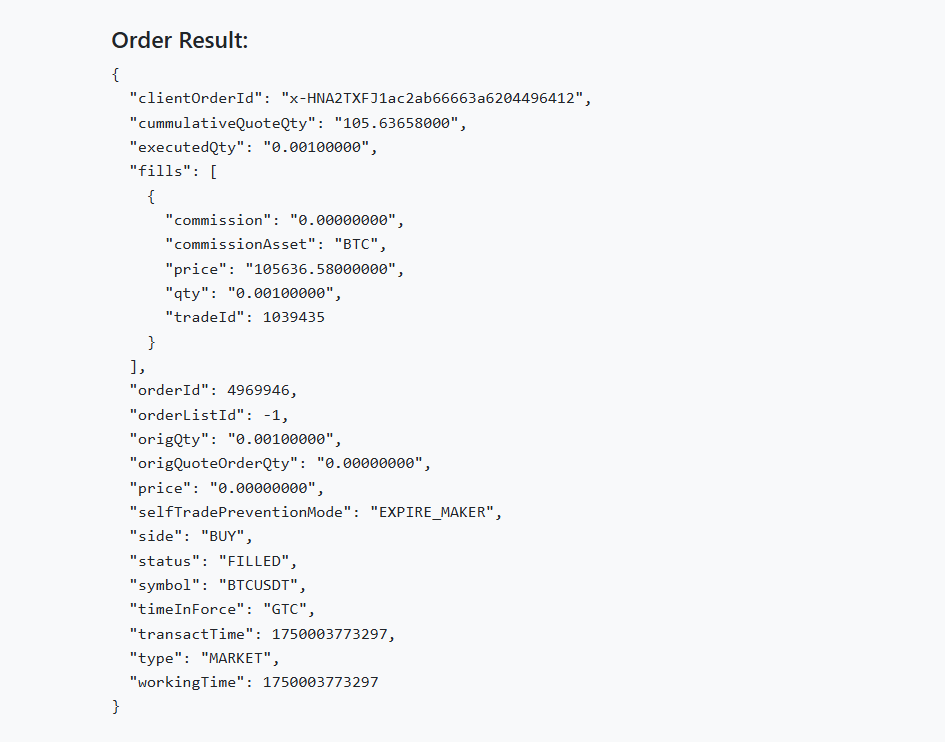 Order Result:
{
"clientOrderId": "x-HNA2TXFJ1ac2ab66663a6204496412",
"cummulativeQuoteQty": "105.63658000",
"executedQty": "0.00100000",
"fills": [
{
"commission": "0.00000000",
"commissionAsset": "BTC",
"price": "105636.58000000",
"qty": "0.00100000",
"tradeId": 1039435
}
],
"orderId": 4969946,
"orderListId": -1,
"origQty": "0.00100000",
"origQuoteOrderQty": "0.00000000",
"price": "0.00000000",
"selfTradePreventionMode": "EXPIRE_MAKER",
"side": "BUY",
"status": "FILLED",
"symbol": "BTCUSDT",
"timeInForce": "GTC",
"transactTime": 1750003773297,
"type": "MARKET",
"workingTime": 1750003773297
}